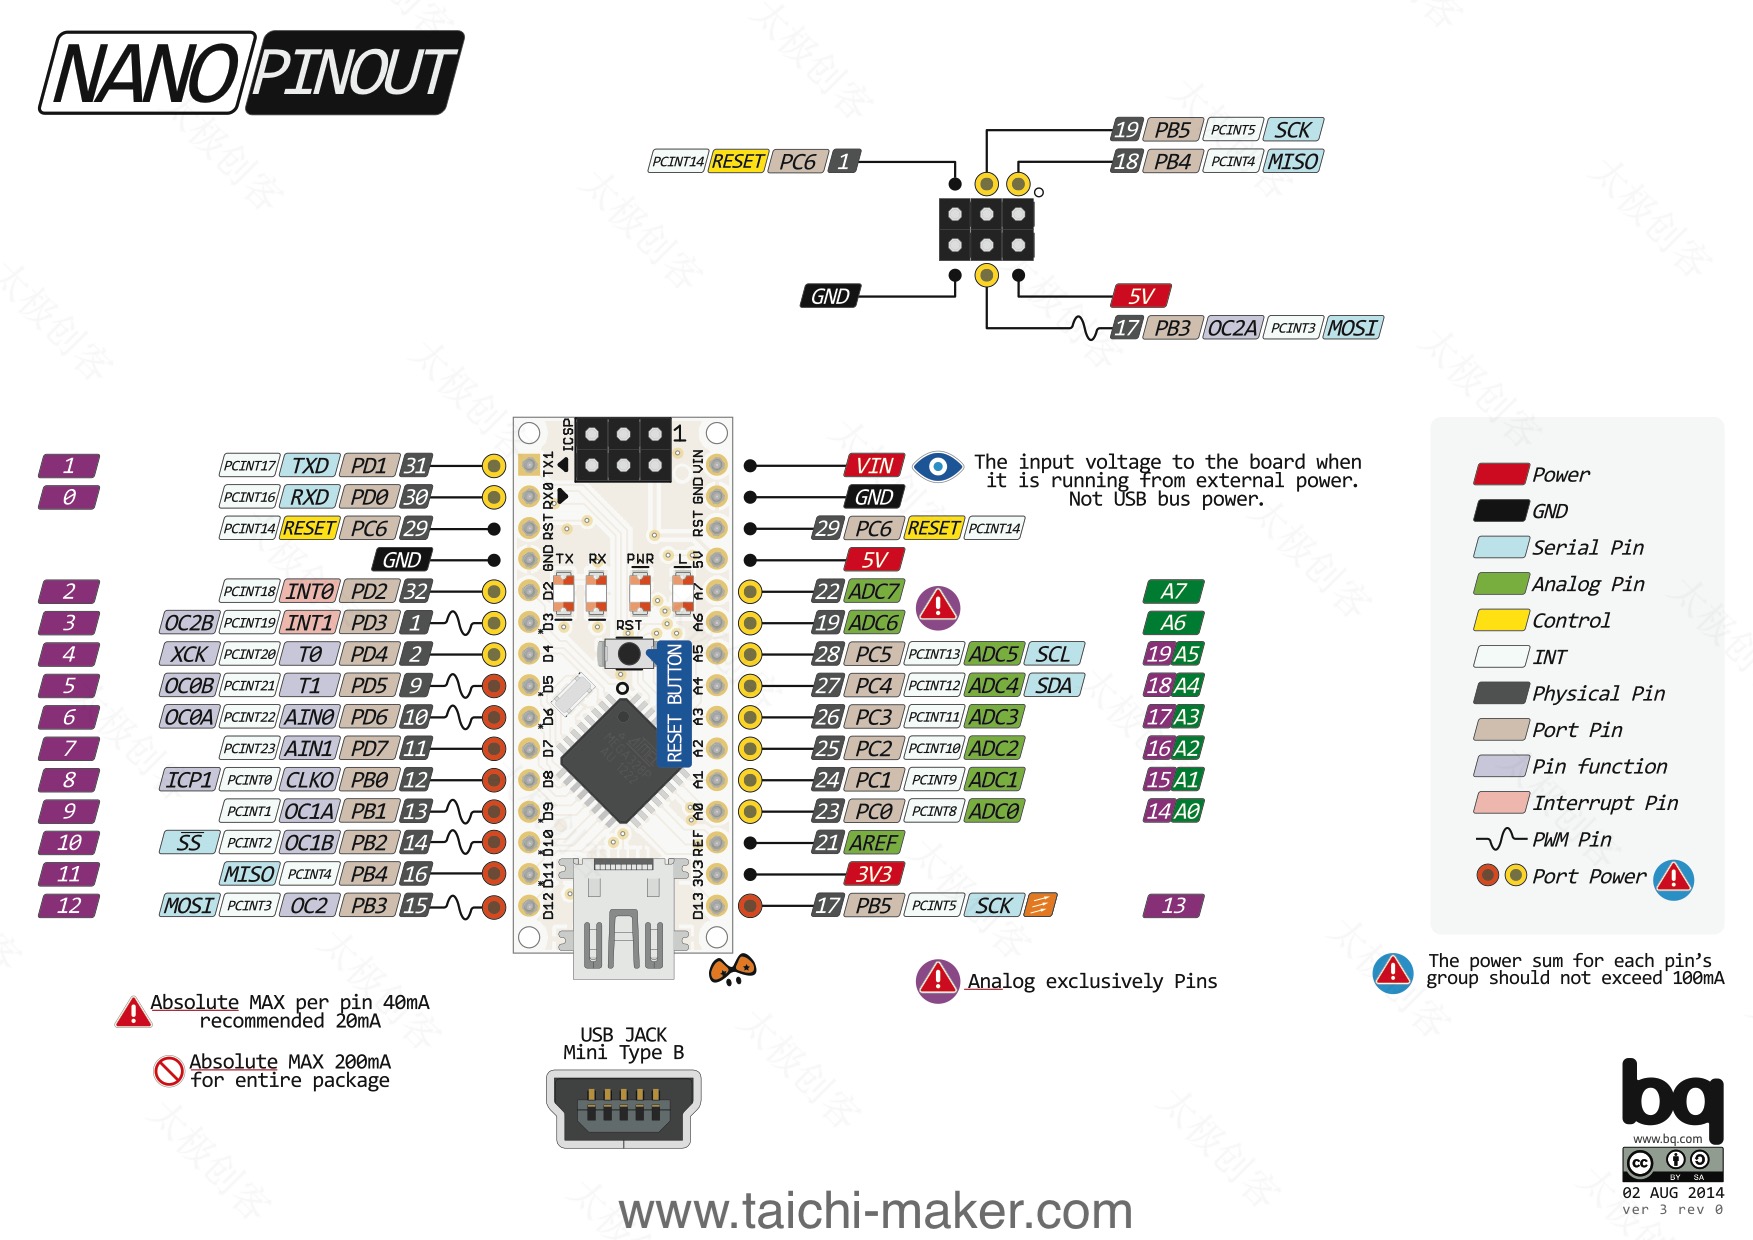 NANO PINOUT
19 PB5 PCINT5 SCK
PCINT14 RESET PC6 1
18 PB4 PCINT4 MISO
GND
5V
17 PB3 OC2A PCINT3 MOSI
1 PCINT17 TXD PD1 31
0 PCINT16 RXD PD0 30
PCINT14 RESET PC6 29
GND
2 PCINT18 INT0 PD2 32
3 OC2B PCINT19 INT1 PD3 1
4 XCK PCINT20 T0 PD4 2
5 OC0B PCINT21 T1 PD5 9
6 OC0A PCINT22 AIN0 PD6 10
7 PCINT23 AIN1 PD7 11
8 ICP1 PCINT0 CLKO PB0 12
9 PCINT1 OC1A PB1 13
10 SS PCINT2 OC1B PB2 14
11 MISO PCINT4 PB4 16
12 MOSI PCINT3 OC2 PB3 15
ICSP
1
TX1
RX0
RST
GND
D2
*D3
D4
*D5
*D6
D7
D8
*D9
*D10
*D11
D12
TX RX PWR L
RST
RESET BUTTON
VIN
GND
RST
5V
A7
A6
A5
A4
A3
A2
A1
A0
REF
3V3
D13
VIN
The input voltage to the board when
it is running from external power.
Not USB bus power.
GND
29 PC6 RESET PCINT14
5V
22 ADC7 A7
19 ADC6 A6
28 PC5 PCINT13 ADC5 SCL 19 A5
27 PC4 PCINT12 ADC4 SDA 18 A4
26 PC3 PCINT11 ADC3 17 A3
25 PC2 PCINT10 ADC2 16 A2
24 PC1 PCINT9 ADC1 15 A1
23 PC0 PCINT8 ADC0 14 A0
21 AREF
3V3
17 PB5 PCINT5 SCK 13
Power
GND
Serial Pin
Analog Pin
Control
INT
Physical Pin
Port Pin
Pin function
Interrupt Pin
PWM Pin
Port Power
The power sum for each pin's
group should not exceed 100mA
Analog exclusively Pins
Absolute MAX per pin 40mA
recommended 20mA
Absolute MAX 200mA
for entire package
USB JACK
Mini Type B
bq
www.bq.com
cc BY SA
02 AUG 2014
ver 3 rev 0
www.taichi-maker.com
太极创客